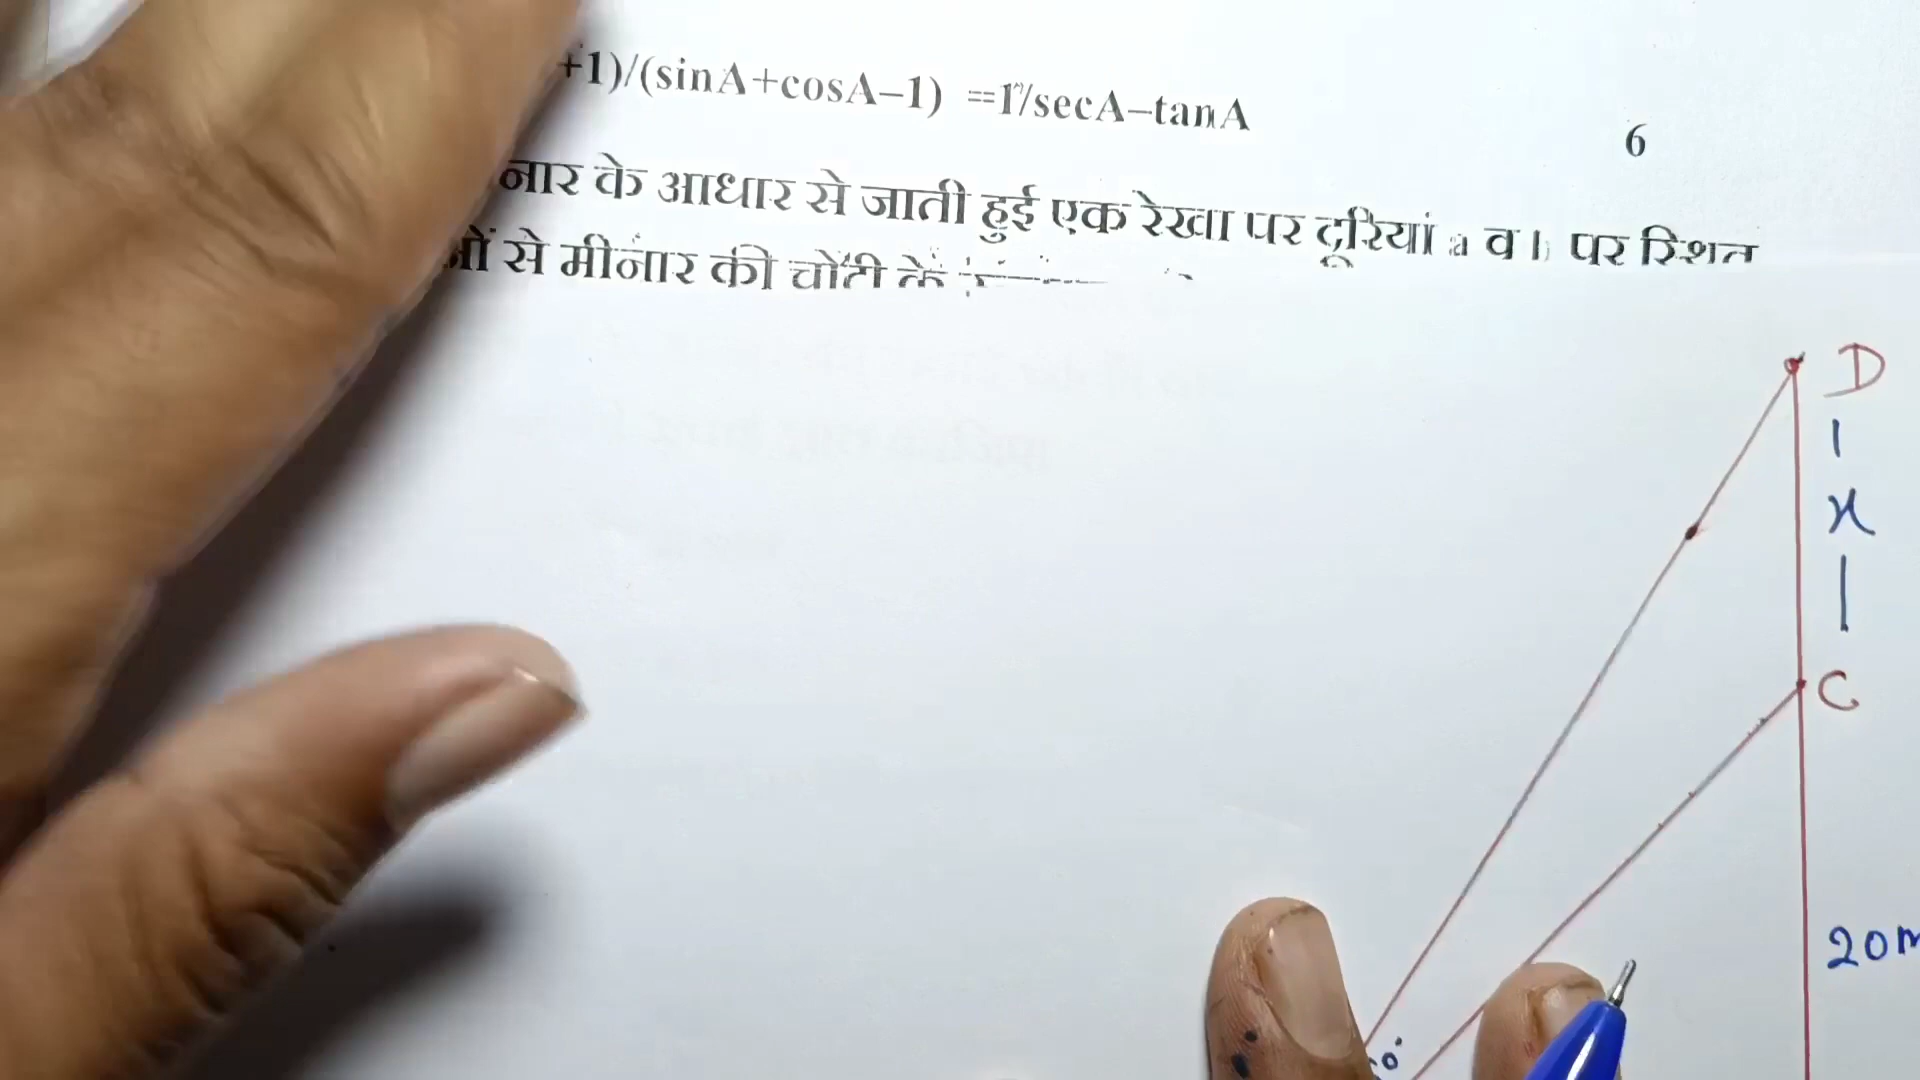 +1)/(sinA+cosA–1) =1/secA–tanA
6
नार के आधार से जाती हुई एक रेखा पर दूरियां a व b पर स्थित
ओं से मीनार की चोंटी के
D
x
C
20m